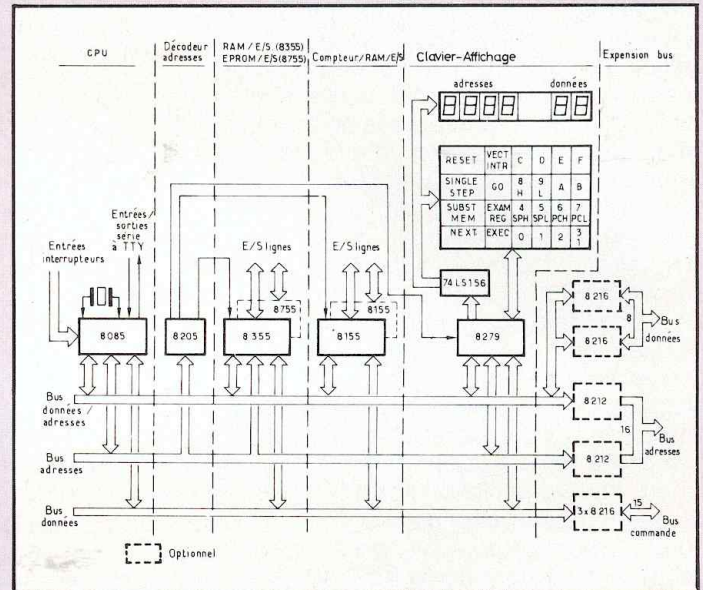 CPU
Décodeur
adresses
RAM / E/S. (8355)
EPROM / E/S (8755)
Compteur/RAM/E/S
Clavier-Affichage
Expension bus
adresses
données
RESET VECT INTR C D E F
SINGLE STEP GO 8 H 9 L A B
SUBST MEM EXAM REG 4 SPH 5 SPL 6 PCH 7 PCL
NEXT EXEC 0 1 2 3 1
Entrées
interrupteurs
Entrées/
sorties
série
à TTY
E/S lignes
E/S lignes
74LS156
8755
8155
8085
8205
8355
8155
8279
8216
8
8216
Bus
données
Bus
données /
adresses
8212
16
Bus
adresses
Bus
adresses
8212
Bus
données
3x8216
15
Bus
commande
Optionnel